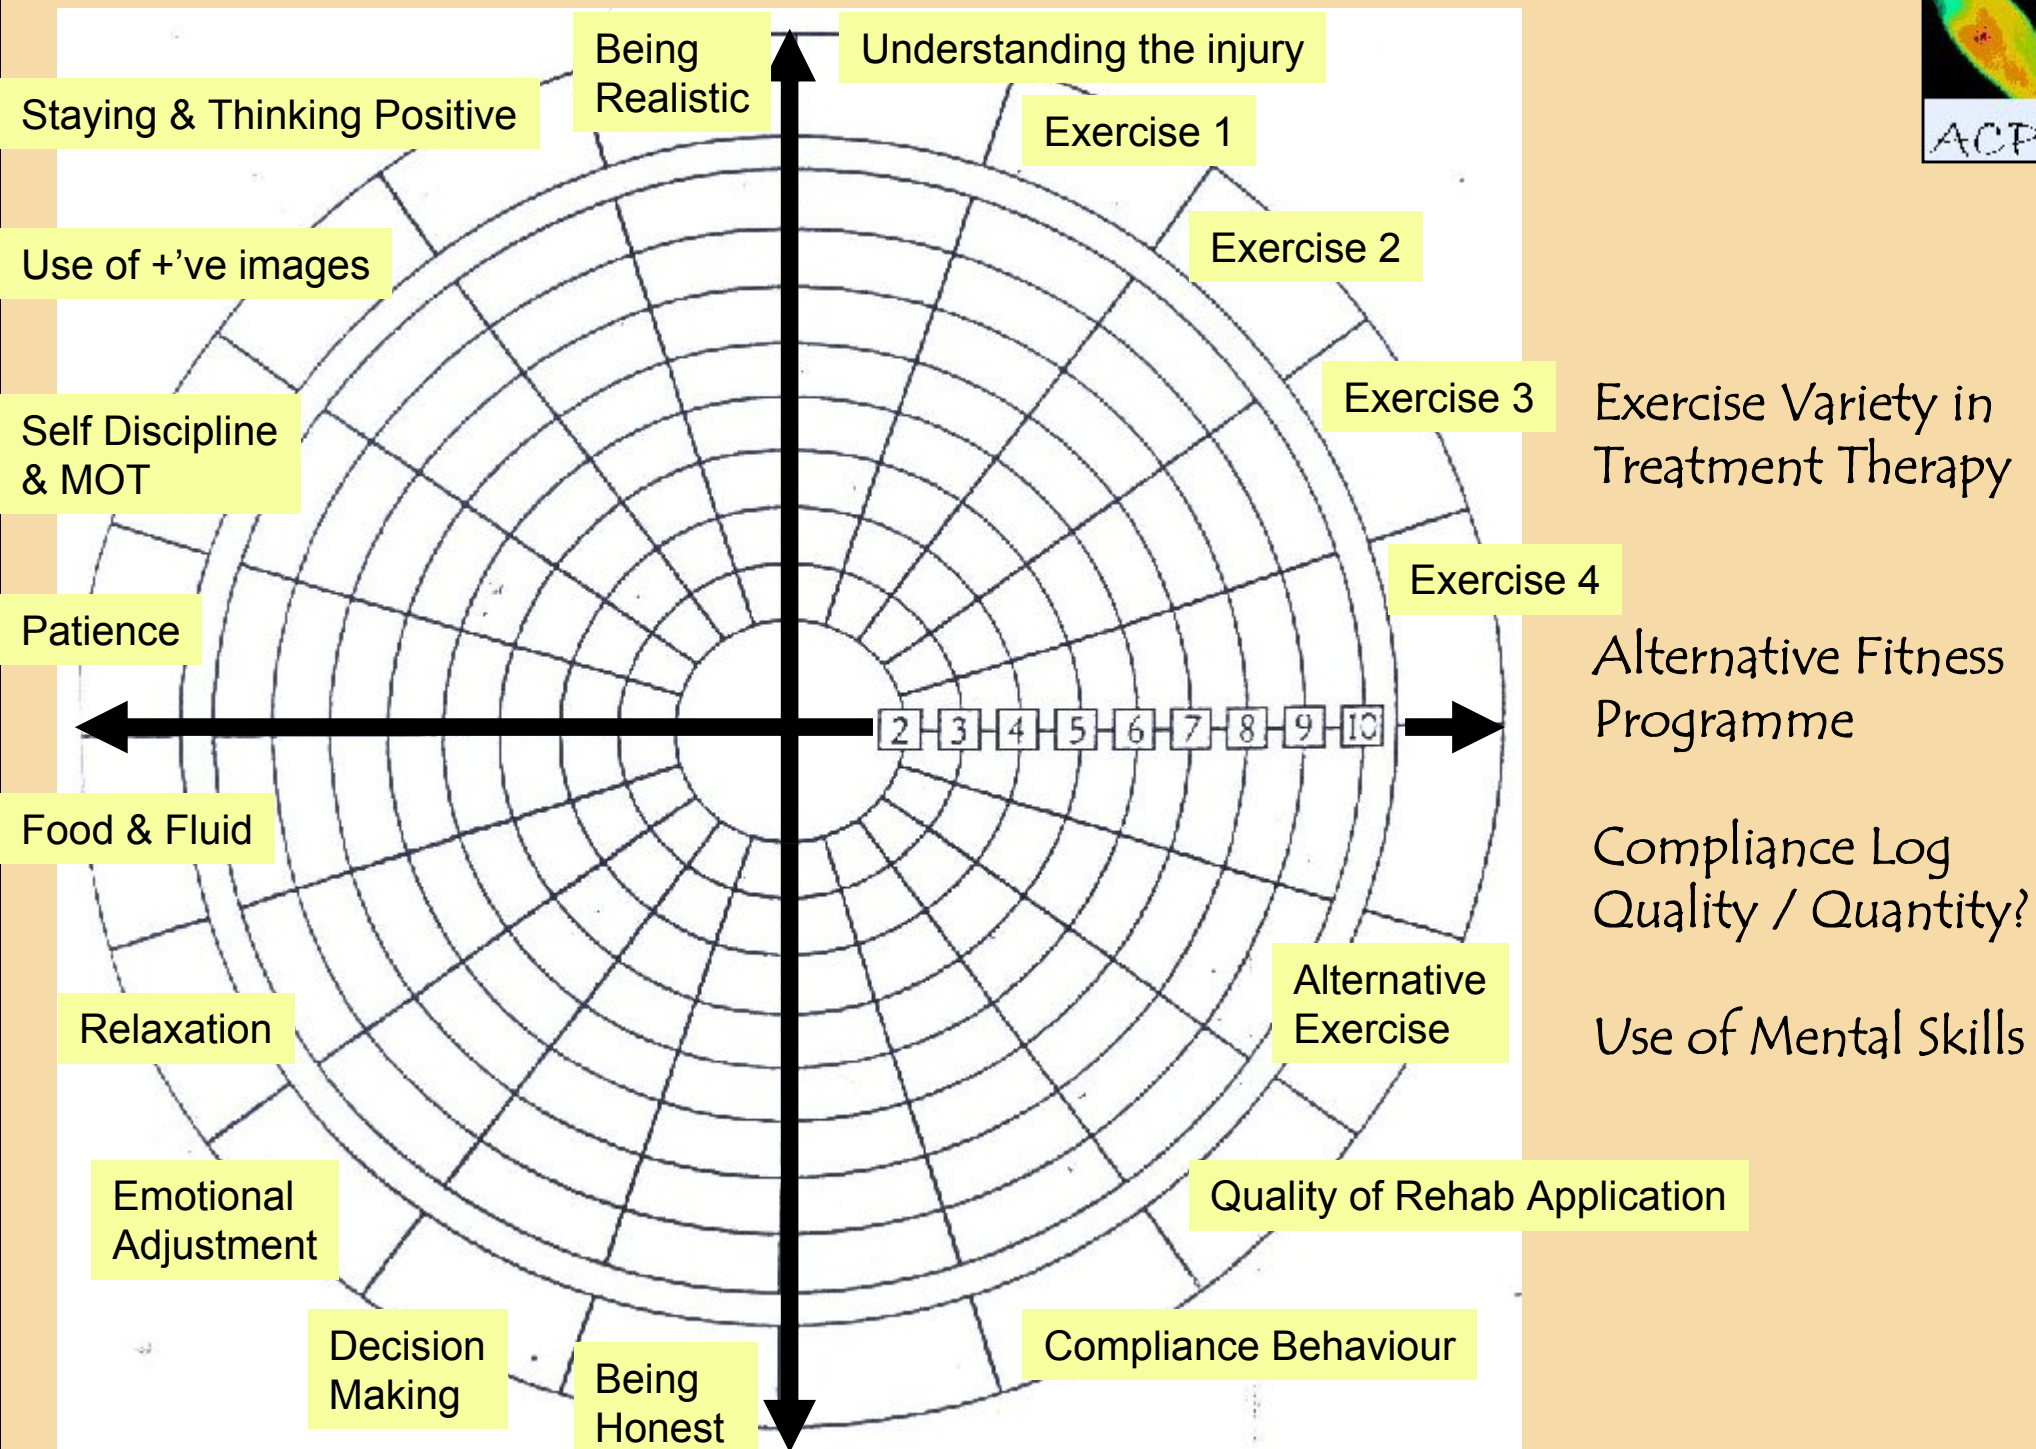 Being
Realistic
Understanding the injury
Staying & Thinking Positive
Exercise 1
Use of +’ve images
Exercise 2
Self Discipline
& MOT
Exercise 3
Patience
Exercise 4
2 3 4 5 6 7 8 9 10
Food & Fluid
Alternative
Exercise
Relaxation
Emotional
Adjustment
Quality of Rehab Application
Decision
Making
Being
Honest
Compliance Behaviour
Exercise Variety in
Treatment Therapy
Alternative Fitness
Programme
Compliance Log
Quality / Quantity?
Use of Mental Skills